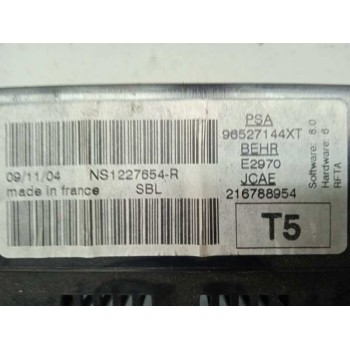 PSA
96527144XT
BEHR
E2970
JCAE
216788954
T5
09/11/04 NS1227654-R
made in france SBL
Software: 8.0
Hardware: 6
RFTA